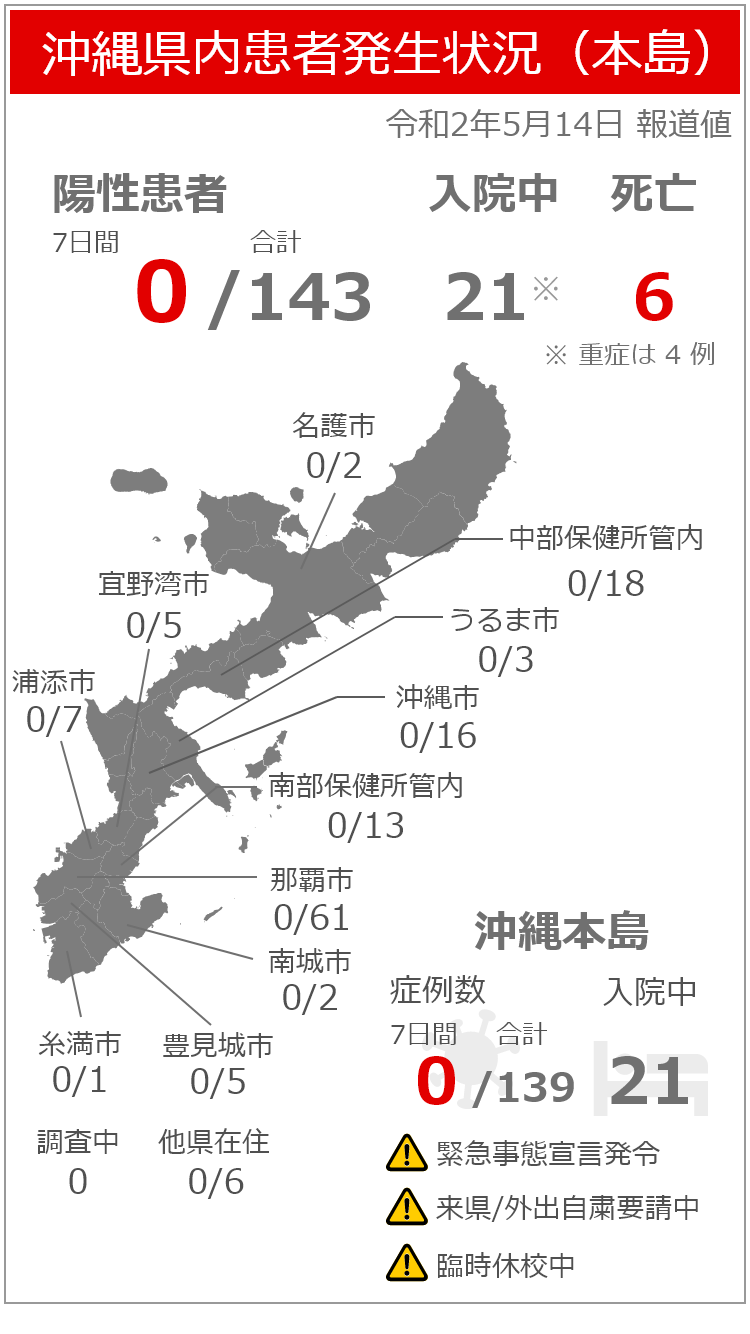 沖縄県内患者発生状況（本島）
令和2年5月14日 報道値
陽性患者 入院中 死亡
7日間 合計
0 /143 21※ 6
※ 重症は 4 例
名護市
0/2
中部保健所管内
0/18
宜野湾市
0/5
うるま市
0/3
浦添市
0/7
沖縄市
0/16
南部保健所管内
0/13
那覇市
0/61
南城市
0/2
糸満市
0/1
豊見城市
0/5
調査中
0
他県在住
0/6
沖縄本島
症例数 入院中
7日間 合計
0 /139 21
緊急事態宣言発令
来県/外出自粛要請中
臨時休校中